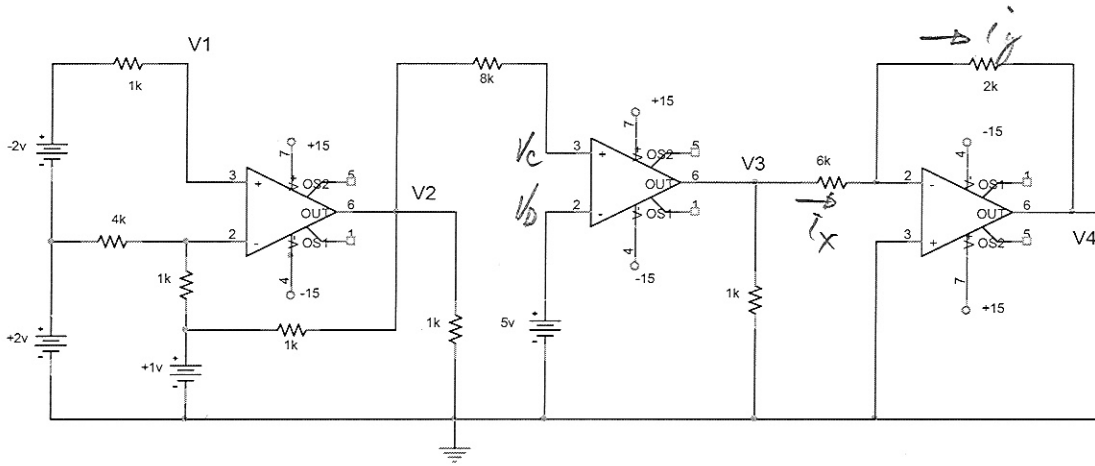 V1
1k
-2v
+
-
3
+
7
+15
V+
OS2
5
OUT
6
V2
OS1
1
2
-
V-
4
-15
4k
1k
1k
+2v
+
-
+1v
+
-
1k
8k
Vc
VD
3
+
2
-
7
+15
V+
OS2
5
OUT
6
OS1
1
V-
4
-15
5v
+
-
V3
1k
6k
ix
iy
2k
2
-
3
+
4
-15
V-
OS1
1
OUT
6
OS2
5
V+
7
+15
V4